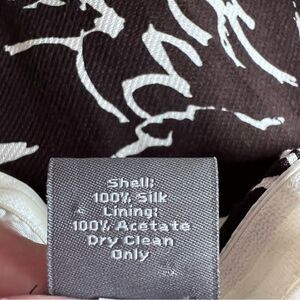 Shell:
100% Silk
Lining:
100% Acetate
Dry Clean
Only